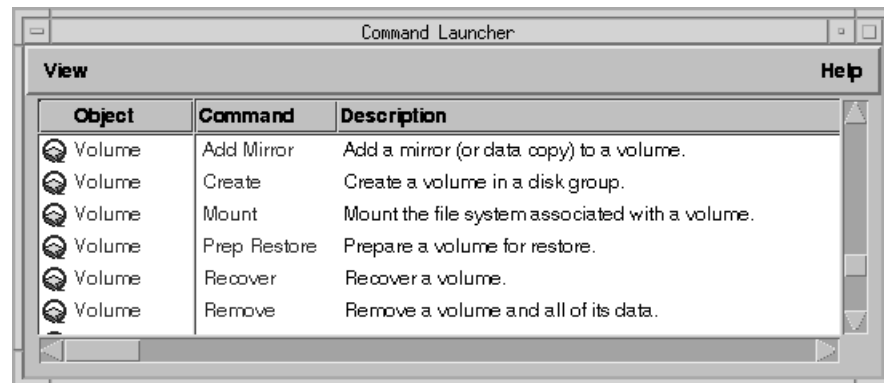 Command Launcher
View Help
Object Command Description
Volume Add Mirror Add a mirror (or data copy) to a volume.
Volume Create Create a volume in a disk group.
Volume Mount Mount the file system associated with a volume.
Volume Prep Restore Prepare a volume for restore.
Volume Recover Recover a volume.
Volume Remove Remove a volume and all of its data.